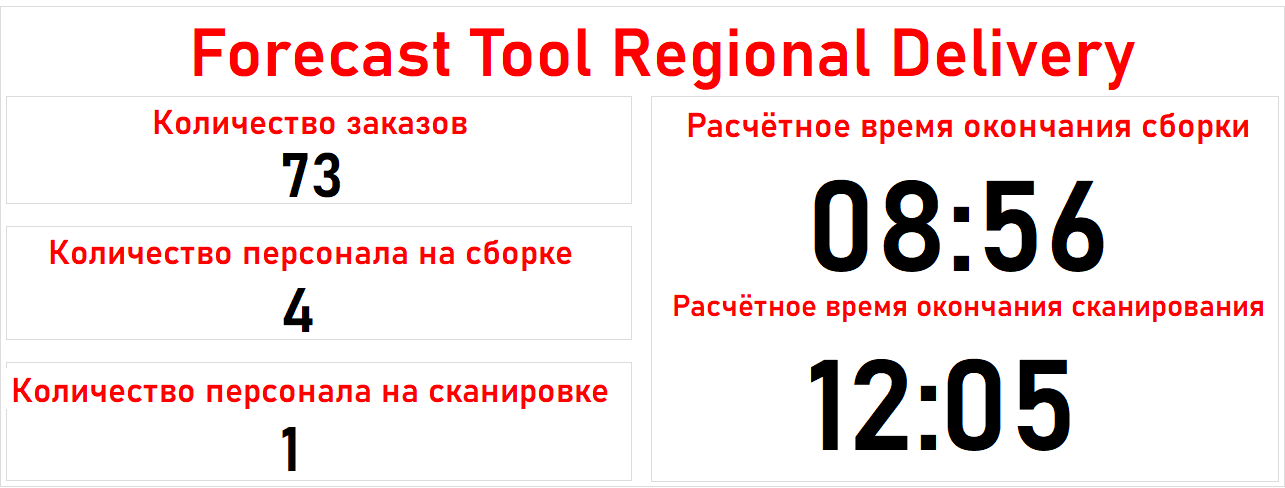 Forecast Tool Regional Delivery
Количество заказов
73
Количество персонала на сборке
4
Количество персонала на сканировке
1
Расчётное время окончания сборки
08:56
Расчётное время окончания сканирования
12:05